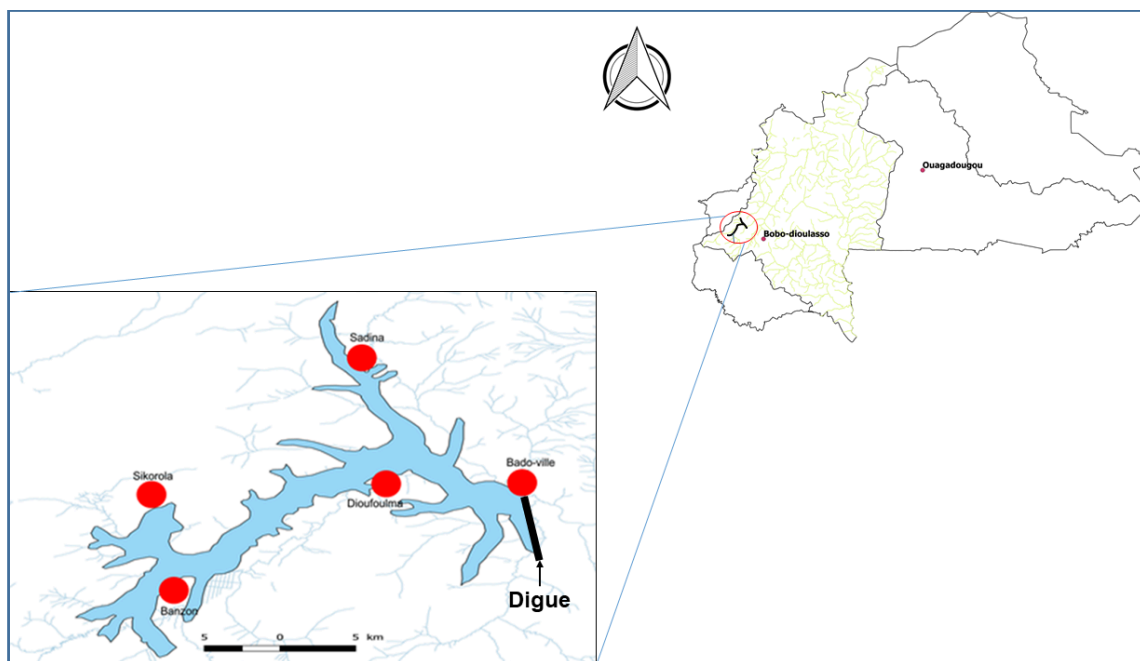 Ouagadougou
Bobo-dioulasso
Sadina
Sikorola
Bado-ville
Dioufoulma
Banzon
Digue
5 0 5 km